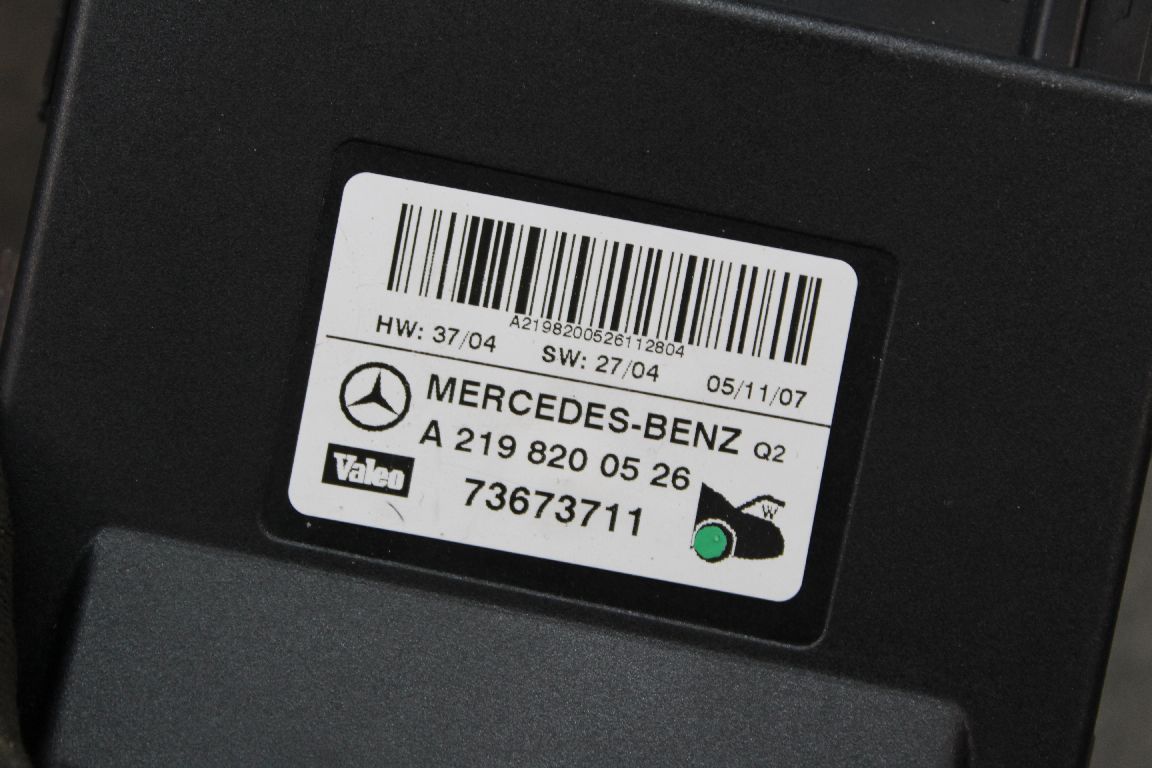 A2198200526112804
HW: 37/04 SW: 27/04 05/11/07
MERCEDES-BENZ Q2
A 219 820 05 26
Valeo 73673711
W